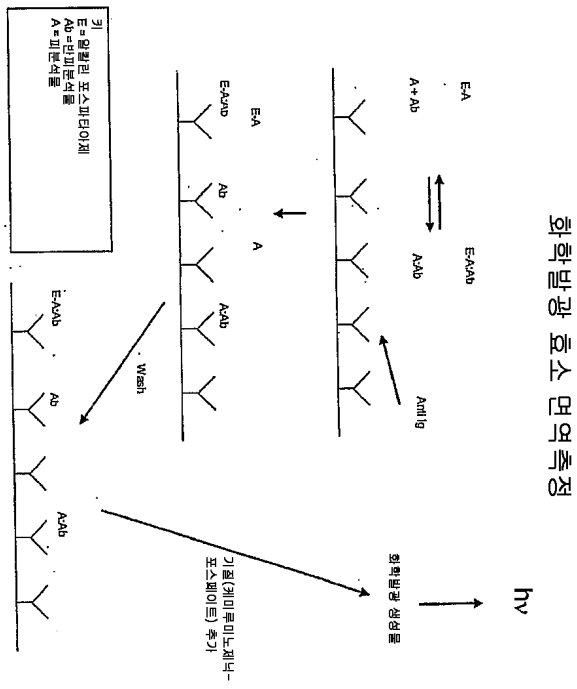 화학발광 효소 면역측정
E-A
A + Ab
E-A:Ab
A:Ab
Anti Ig
E-A
A
E-A:Ab
Ab
A:Ab
Wash
E-A:Ab
Ab
A:Ab
기질(케미루미노제닉-
포스페이트) 추가
화학발광 생성물
hν
키
E = 알칼린 포스파타아제
Ab = 반피분석물
A = 피분석물